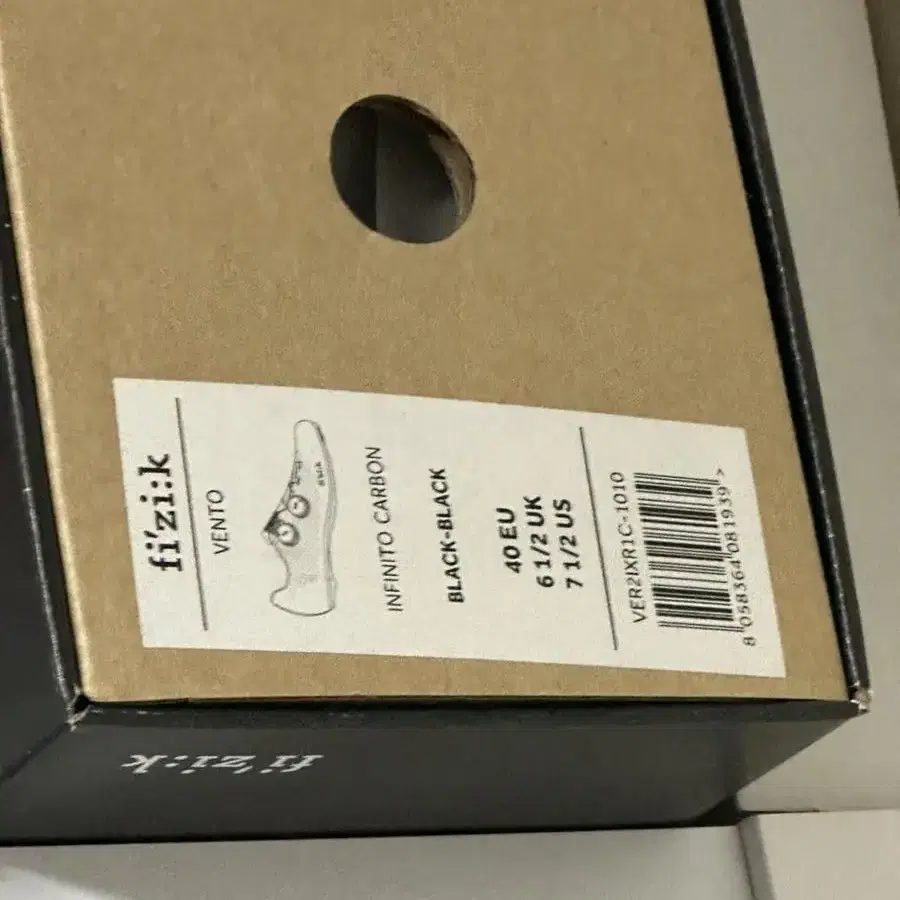 fi'zi:k
VENTO
INFINITO CARBON
BLACK-BLACK
40 EU
6 1/2 UK
7 1/2 US
VER2IXR1C-1010
8 058364 081939 >
fi'zi:k